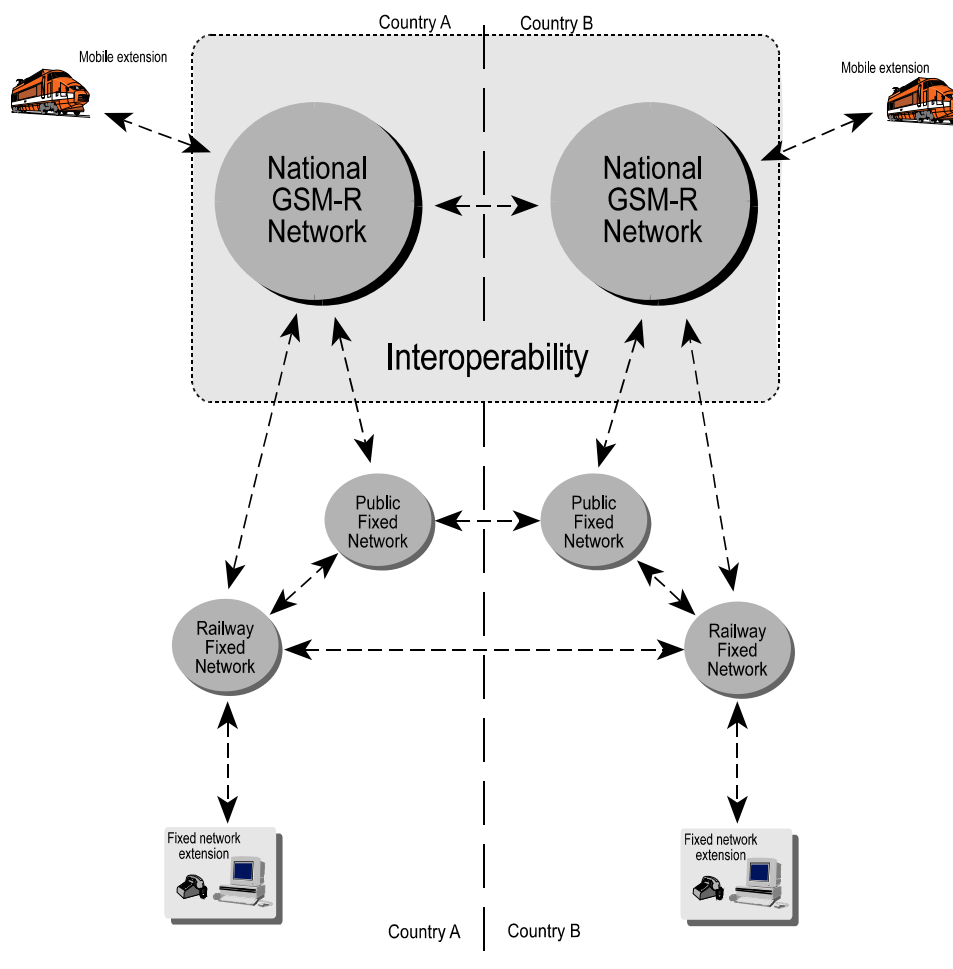 Country A
Country B
Mobile extension
Mobile extension
National
GSM-R
Network
National
GSM-R
Network
Interoperability
Public
Fixed
Network
Public
Fixed
Network
Railway
Fixed
Network
Railway
Fixed
Network
Fixed network
extension
Fixed network
extension
Country A
Country B